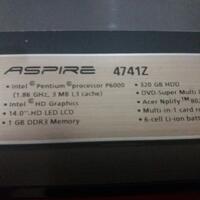 ASPIRE 4741Z
• Intel® Pentium® processor P6000
(1.86 GHz, 3 MB L3 cache)
• Intel® HD Graphics
• 14.0" HD LED LCD
• 1 GB DDR3 Memory
• 320 GB HDD
• DVD-Super Multi
• Acer Nplify™ 802.
• Multi-in-1 card
• 6-cell Li-ion